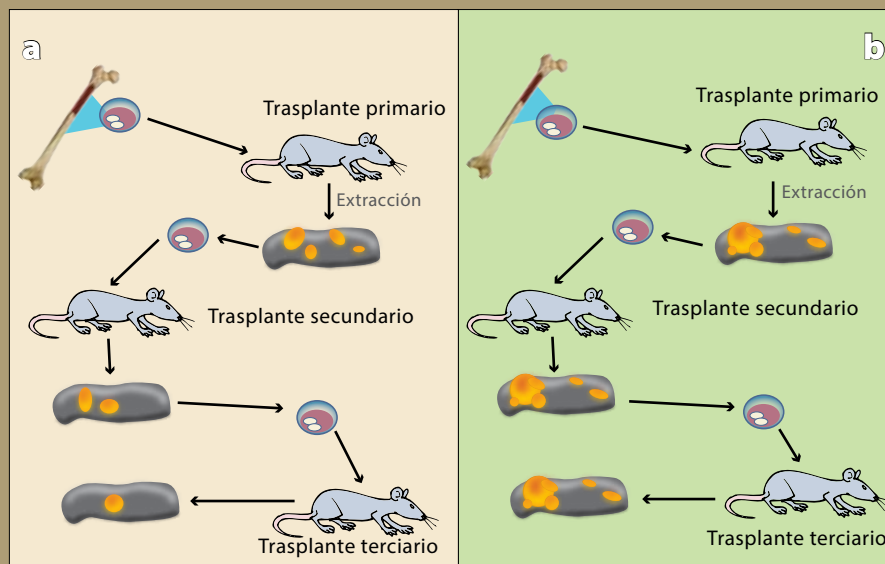 a
Trasplante primario
Extracción
Trasplante secundario
Trasplante terciario
b
Trasplante primario
Extracción
Trasplante secundario
Trasplante terciario